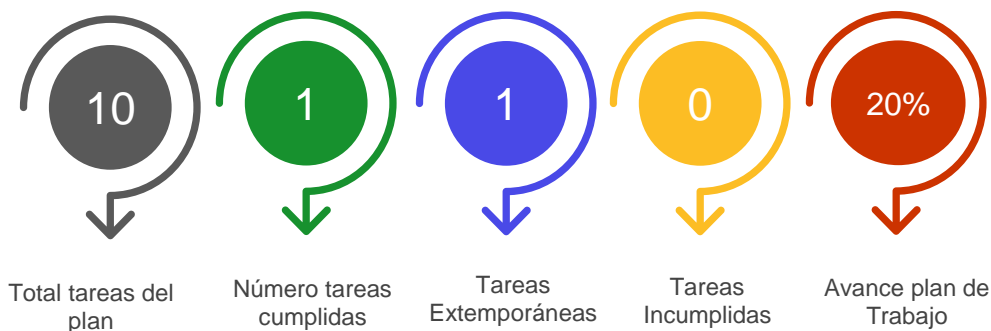 10
1
1
0
20%
Total tareas del
plan
Número tareas
cumplidas
Tareas
Extemporáneas
Tareas
Incumplidas
Avance plan de
Trabajo